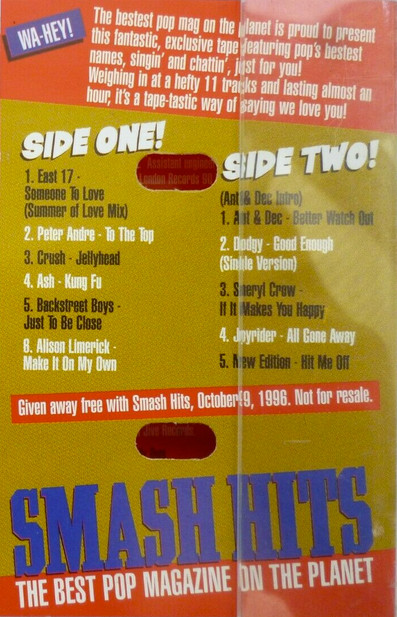 WA-HEY!
The bestest pop mag on the planet is proud to present
this fantastic, exclusive tape featuring pop's bestest
names, singin' and chattin', just for you!
Weighing in at a hefty 11 tracks and lasting almost an
hour, it's a tape-tastic way of saying we love you!
SIDE ONE!
1. East 17 -
Someone To Love
(Summer of Love Mix)
2. Peter Andre - To The Top
3. Crush - Jellyhead
4. Ash - Kung Fu
5. Backstreet Boys -
Just To Be Close
6. Alison Limerick -
Make It On My Own
Assistant engineer
London Records 90
SIDE TWO!
(Ant & Dec Intro)
1. Ant & Dec - Better Watch Out
2. Dodgy - Good Enough
(Single Version)
3. Sheryl Crow -
If It Makes You Happy
4. Joyrider - All Gone Away
5. New Edition - Hit Me Off
Given away free with Smash Hits, October 9, 1996. Not for resale.
SMASH HITS
THE BEST POP MAGAZINE ON THE PLANET